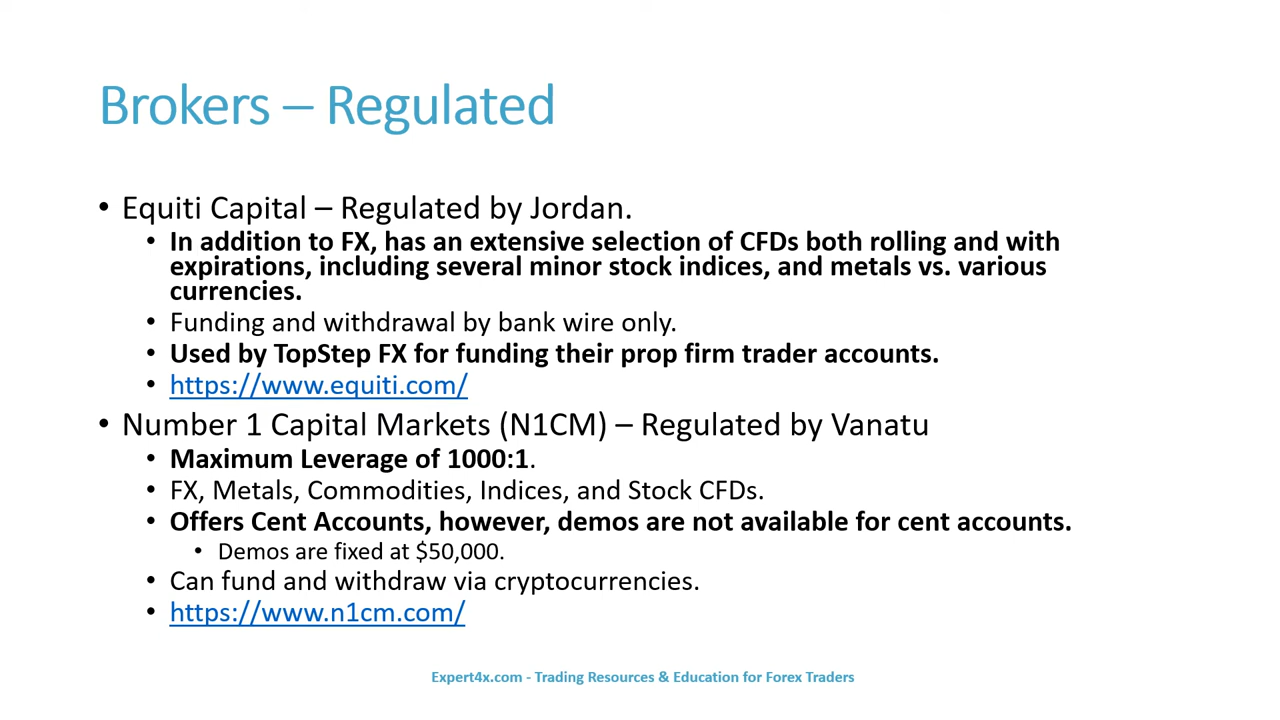 Brokers – Regulated
• Equiti Capital – Regulated by Jordan.
• In addition to FX, has an extensive selection of CFDs both rolling and with
expirations, including several minor stock indices, and metals vs. various
currencies.
• Funding and withdrawal by bank wire only.
• Used by TopStep FX for funding their prop firm trader accounts.
• https://www.equiti.com/
• Number 1 Capital Markets (N1CM) – Regulated by Vanatu
• Maximum Leverage of 1000:1.
• FX, Metals, Commodities, Indices, and Stock CFDs.
• Offers Cent Accounts, however, demos are not available for cent accounts.
• Demos are fixed at $50,000.
• Can fund and withdraw via cryptocurrencies.
• https://www.n1cm.com/
Expert4x.com - Trading Resources & Education for Forex Traders